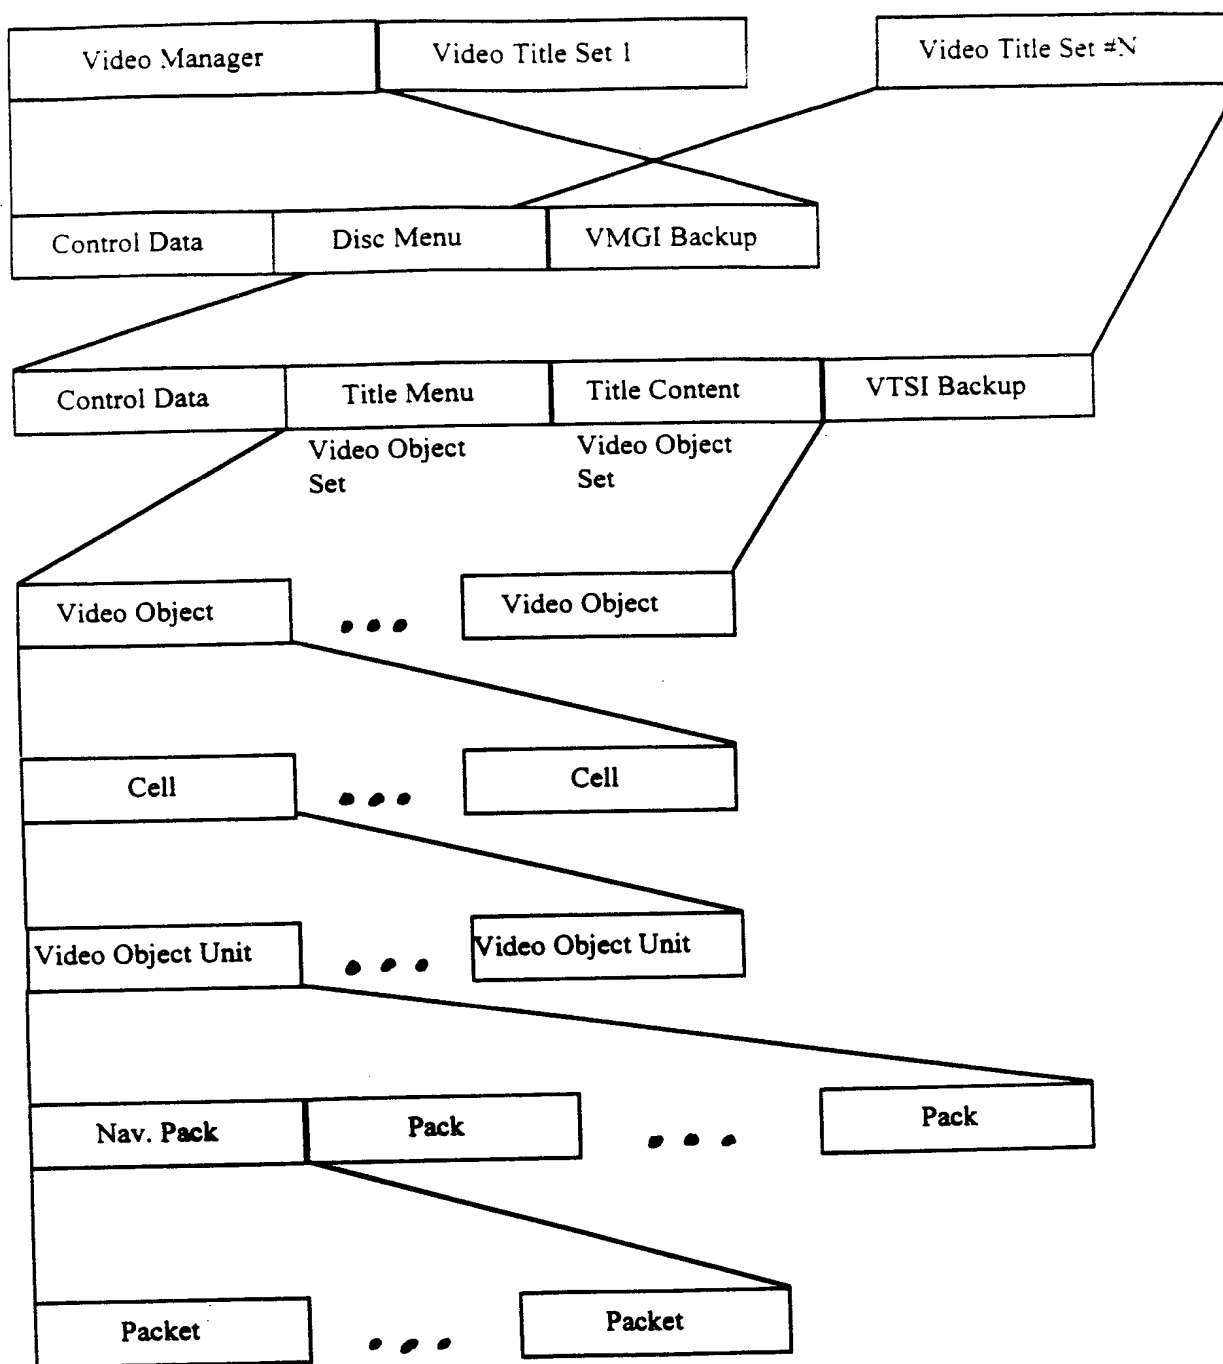 Video Manager
Video Title Set 1
Video Title Set #N
Control Data
Disc Menu
VMGI Backup
Control Data
Title Menu
Title Content
VTSI Backup
Video Object
Set
Video Object
Set
Video Object
Video Object
Cell
Cell
Video Object Unit
Video Object Unit
Nav. Pack
Pack
Pack
Packet
Packet